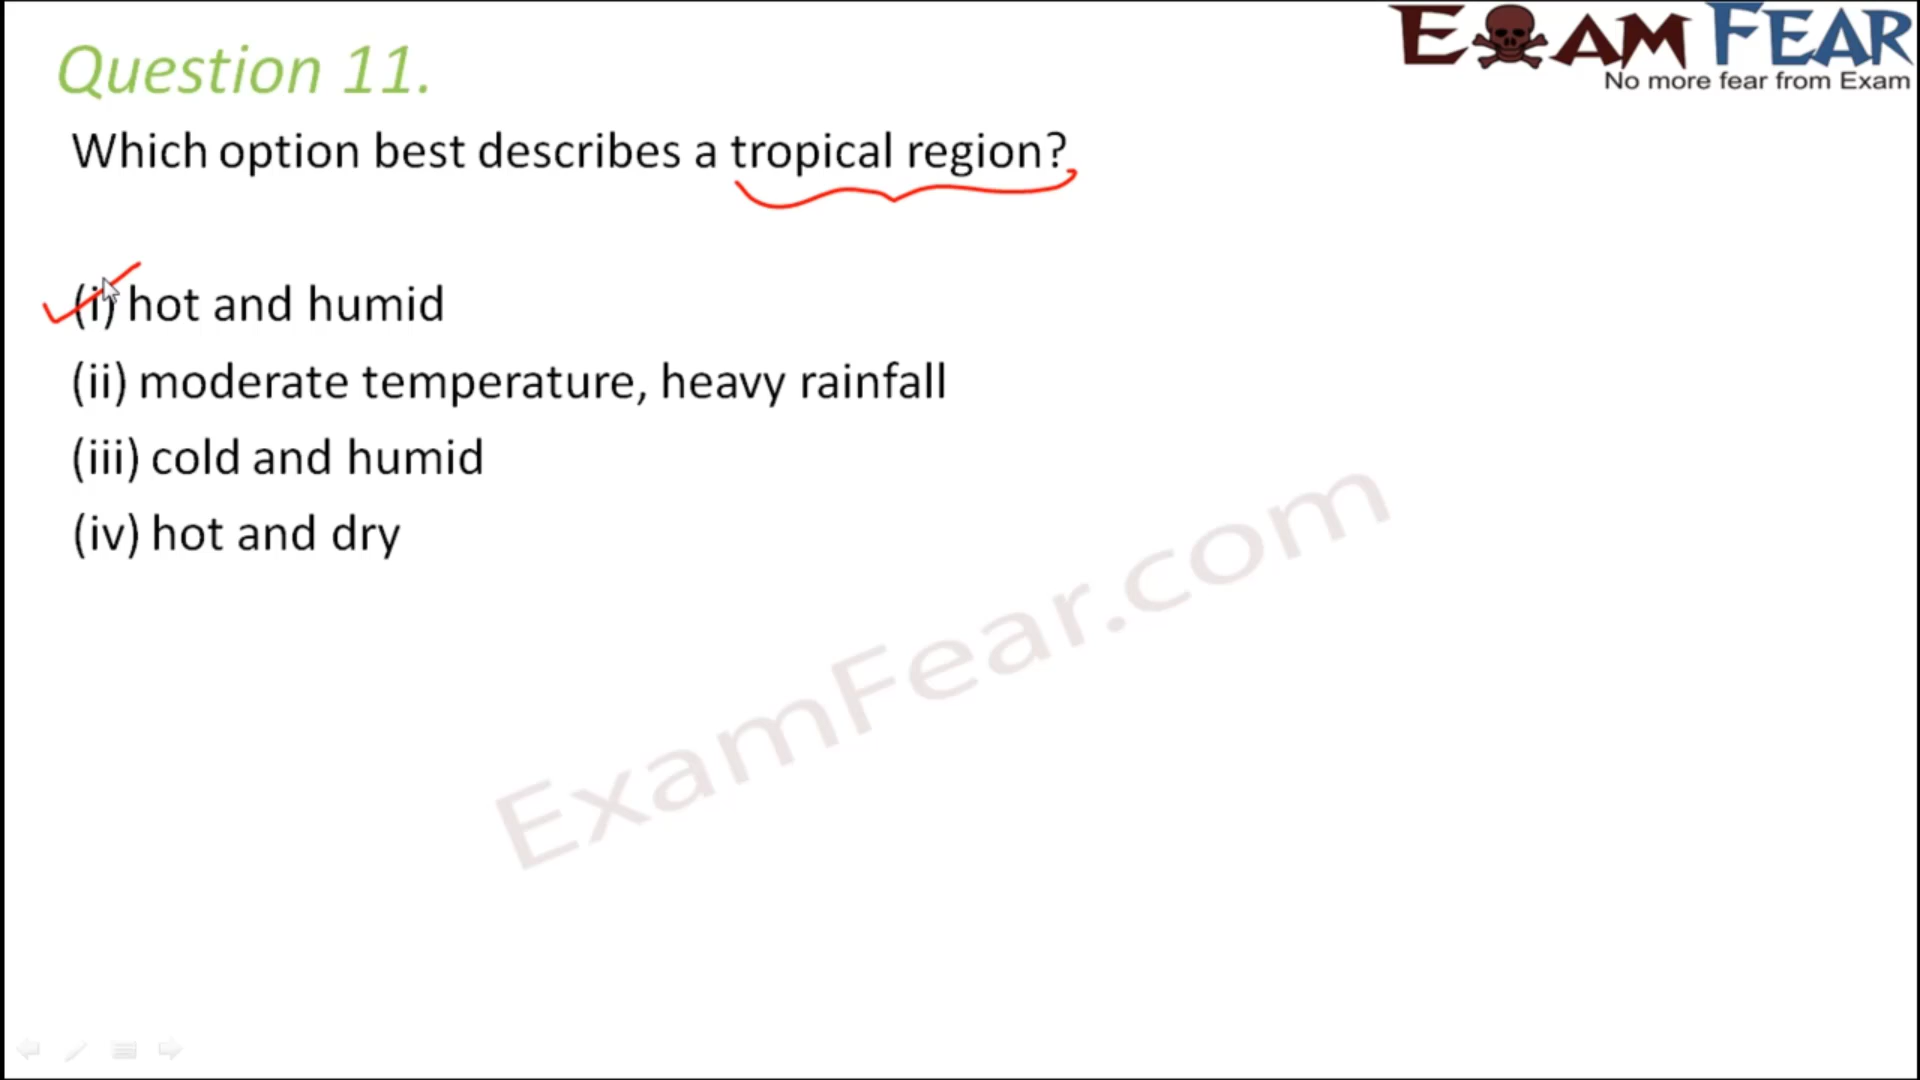 EXAM FEAR
No more fear from Exam
Question 11.
Which option best describes a tropical region?
(i) hot and humid
(ii) moderate temperature, heavy rainfall
(iii) cold and humid
(iv) hot and dry
ExamFear.com